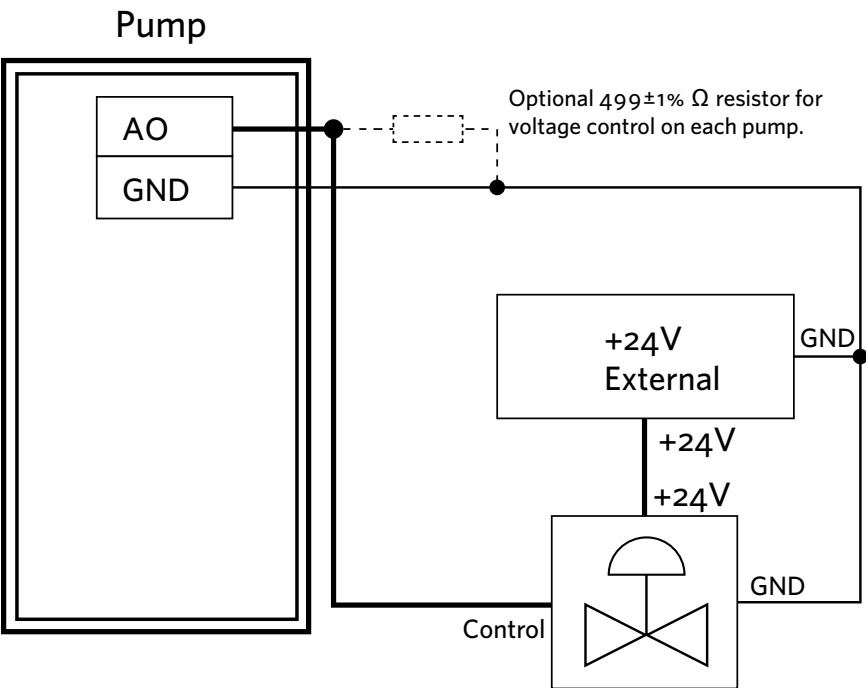 Pump
AO
GND
Optional 499±1% Ω resistor for
voltage control on each pump.
+24V
External
GND
+24V
+24V
GND
Control